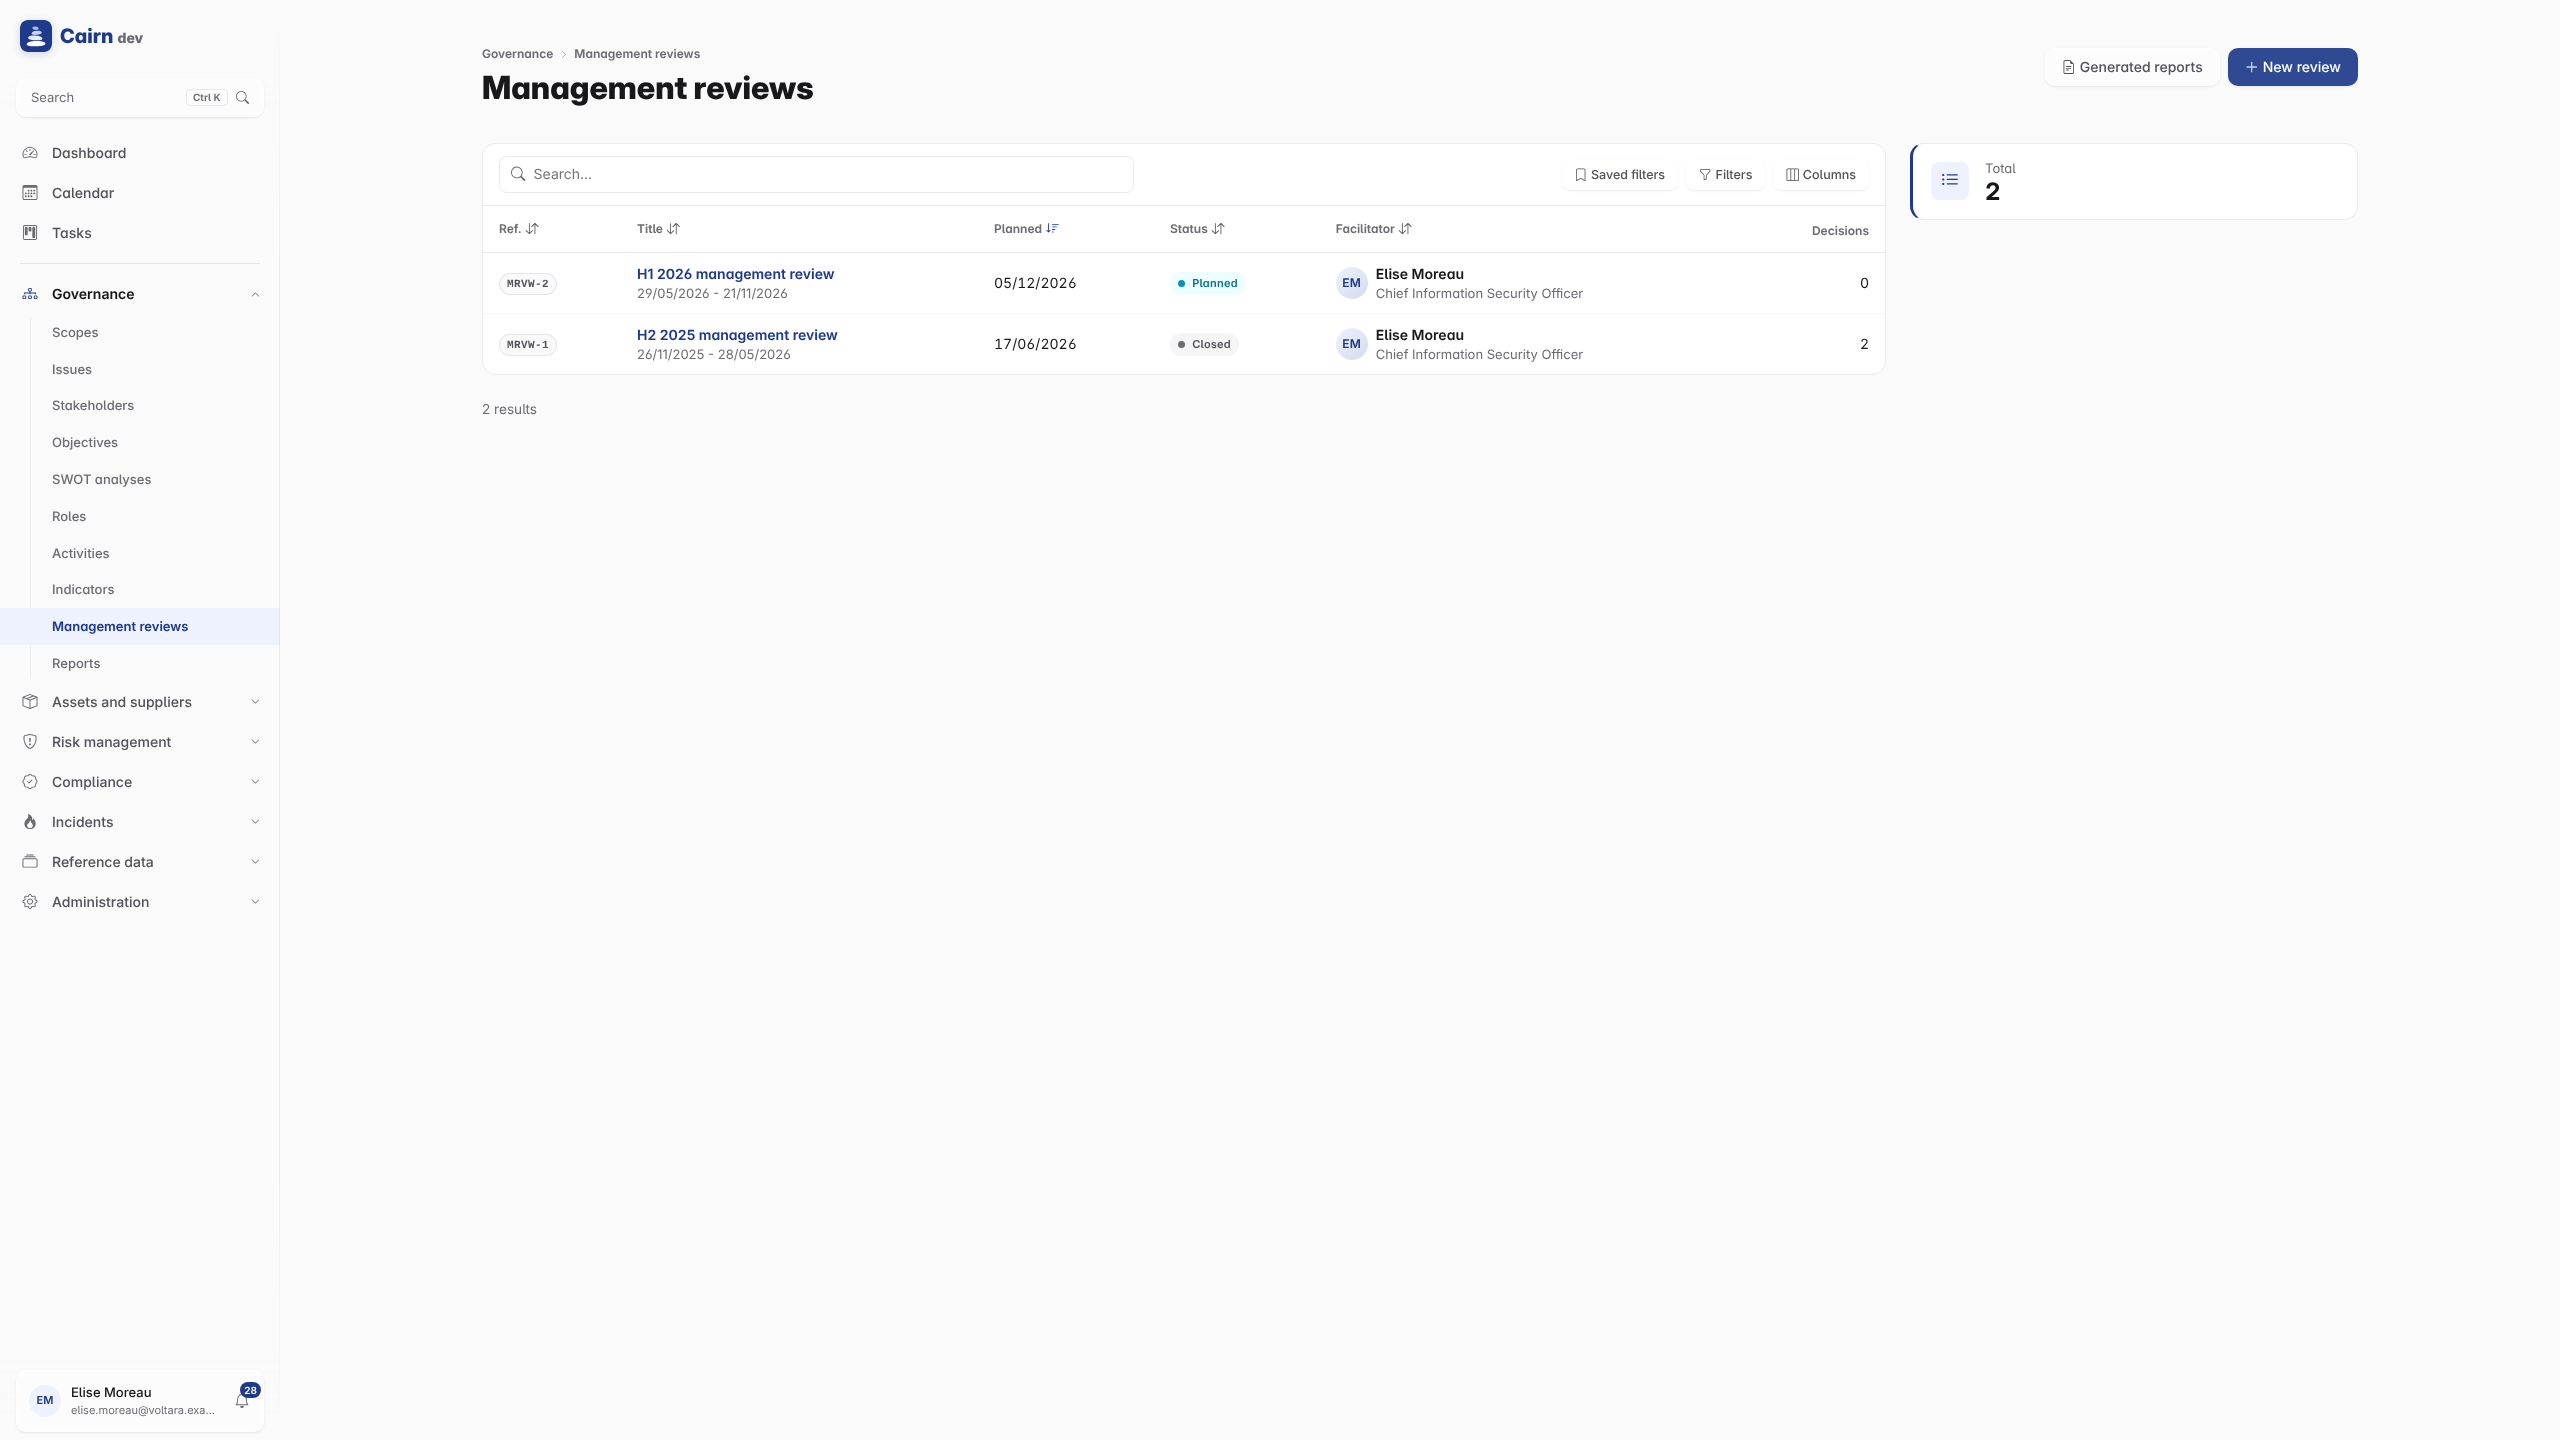 Cairn dev
Search Ctrl K
Dashboard
Calendar
Tasks
Governance
Scopes
Issues
Stakeholders
Objectives
SWOT analyses
Roles
Activities
Indicators
Management reviews
Reports
Assets and suppliers
Risk management
Compliance
Incidents
Reference data
Administration
EM Elise Moreau
elise.moreau@voltara.exa...
28
Governance > Management reviews
Management reviews
Generated reports
+ New review
Search...
Saved filters Filters Columns
Ref. Title Planned Status Facilitator Decisions
MRVW-2 H1 2026 management review 05/12/2026 Planned EM Elise Moreau 0
29/05/2026 - 21/11/2026 Chief Information Security Officer
MRVW-1 H2 2025 management review 17/06/2026 Closed EM Elise Moreau 2
26/11/2025 - 28/05/2026 Chief Information Security Officer
2 results
Total
2